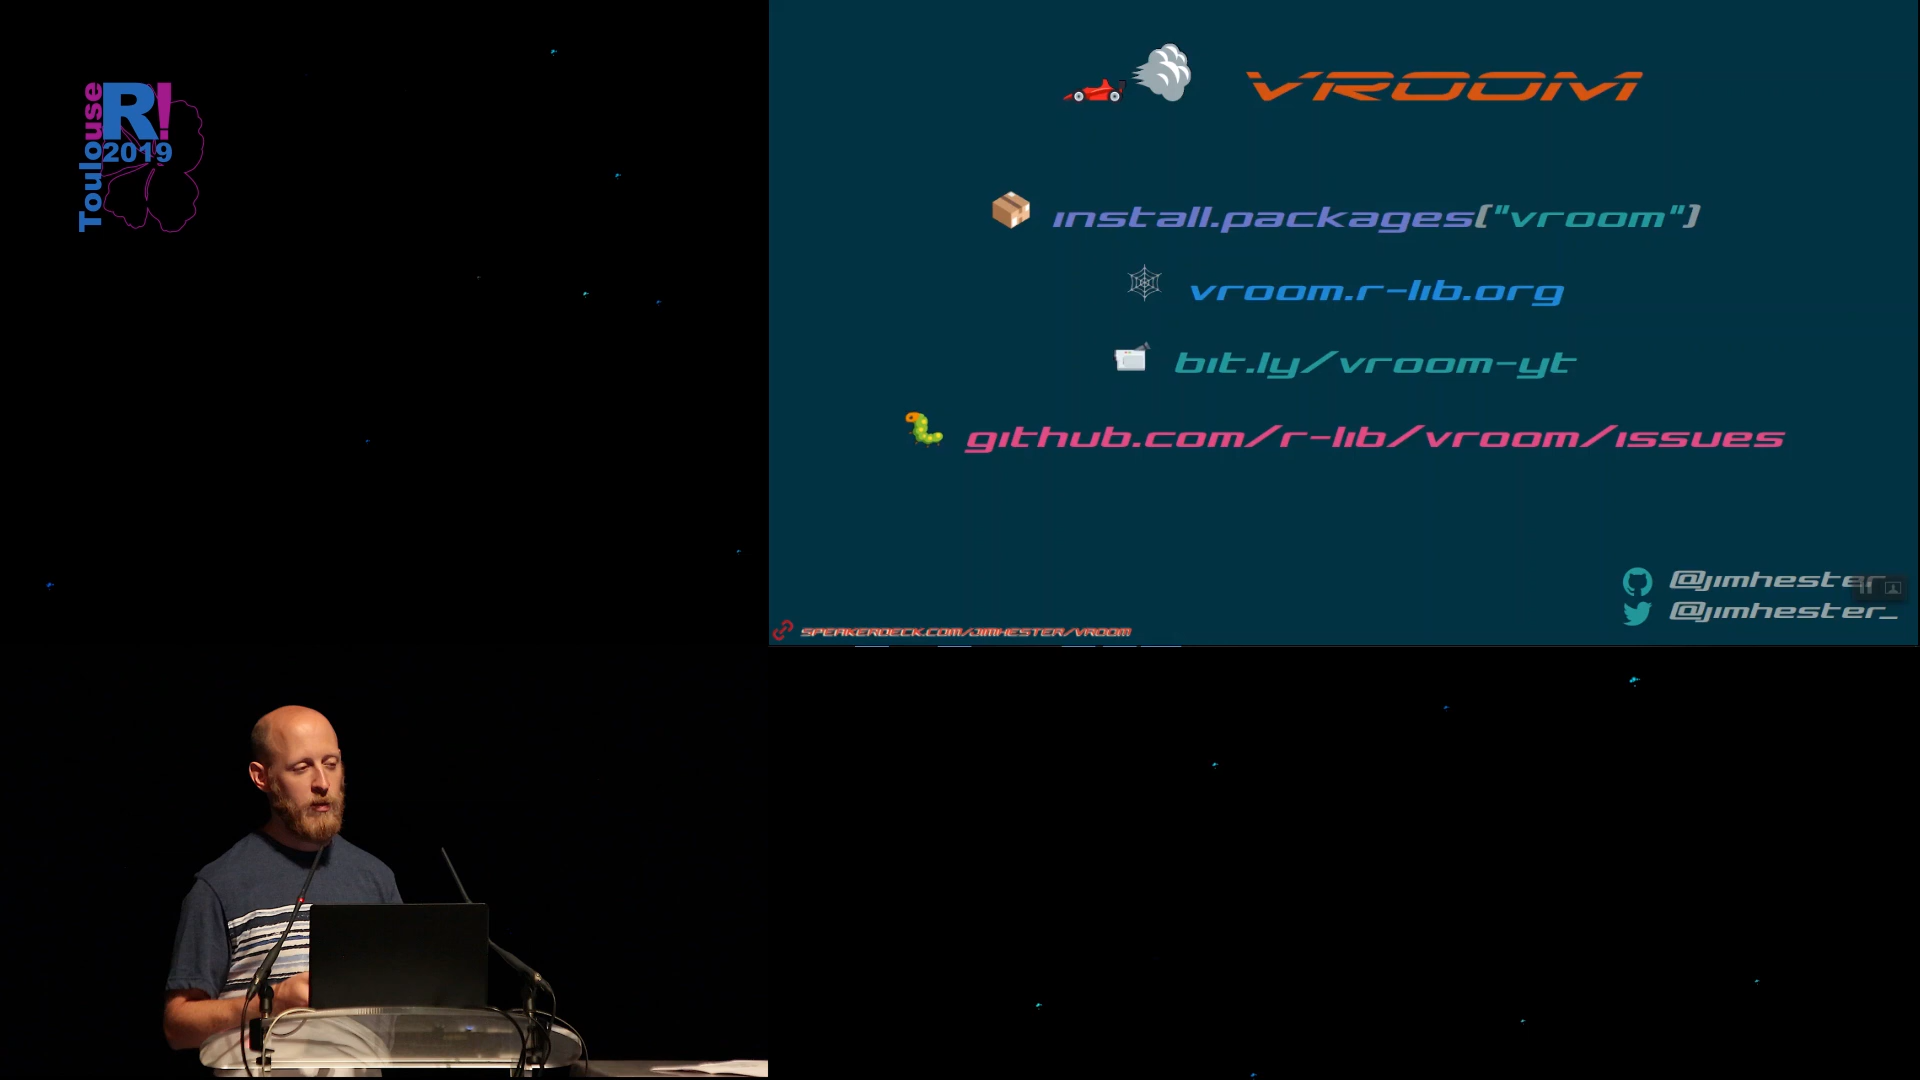 Toulouse
R!
2019
VROOM
install.packages("vroom")
vroom.r-lib.org
bit.ly/vroom-yt
github.com/r-lib/vroom/issues
@jimhester
@jimhester_
SPEAKERDECK.COM/JIMHESTER/VROOM